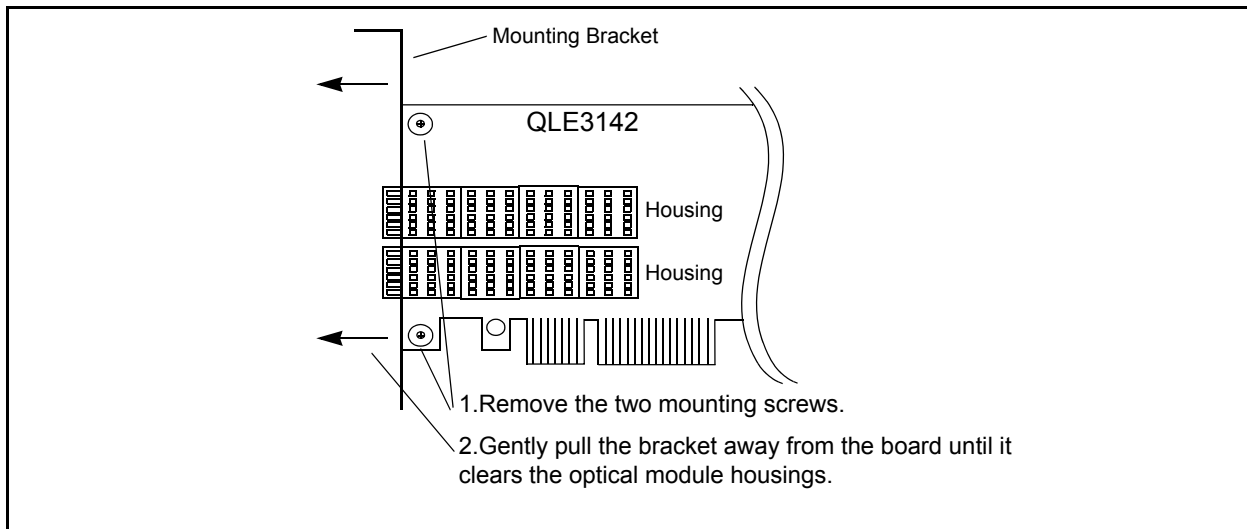 Mounting Bracket
QLE3142
Housing
Housing
1.Remove the two mounting screws.
2.Gently pull the bracket away from the board until it
clears the optical module housings.